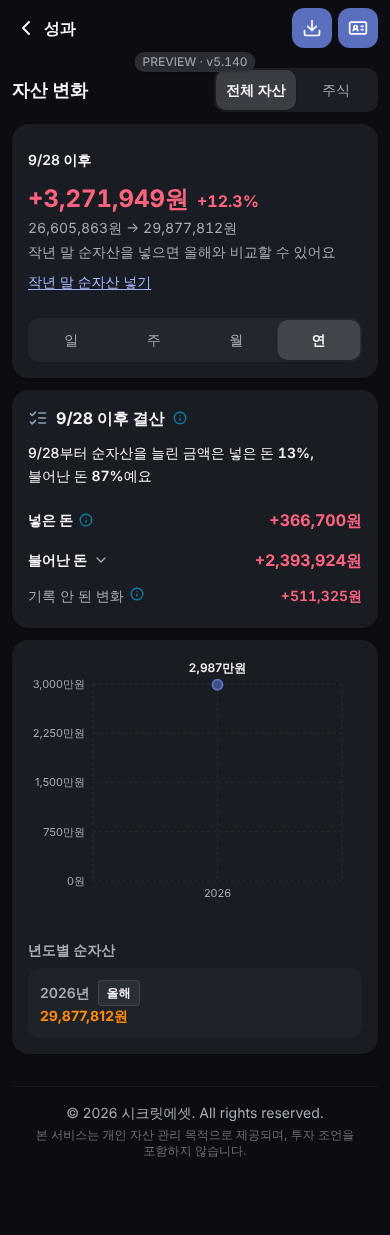 성과
PREVIEW · v5.140
자산 변화
전체 자산
주식
9/28 이후
+3,271,949원 +12.3%
26,605,863원 → 29,877,812원
작년 말 순자산을 넣으면 올해와 비교할 수 있어요
작년 말 순자산 넣기
일
주
월
연
9/28 이후 결산
9/28부터 순자산을 늘린 금액은 넣은 돈 13%,
불어난 돈 87%예요
넣은 돈
+366,700원
불어난 돈
+2,393,924원
기록 안 된 변화
+511,325원
2,987만원
3,000만원
2,250만원
1,500만원
750만원
0원
2026
년도별 순자산
2026년 올해
29,877,812원
© 2026 시크릿에셋. All rights reserved.
본 서비스는 개인 자산 관리 목적으로 제공되며, 투자 조언을
포함하지 않습니다.